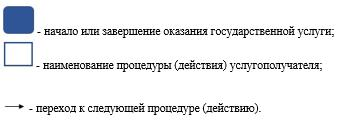 - начало или завершение оказания государственной услуги;
- наименование процедуры (действия) услугополучателя;
- переход к следующей процедуре (действию).